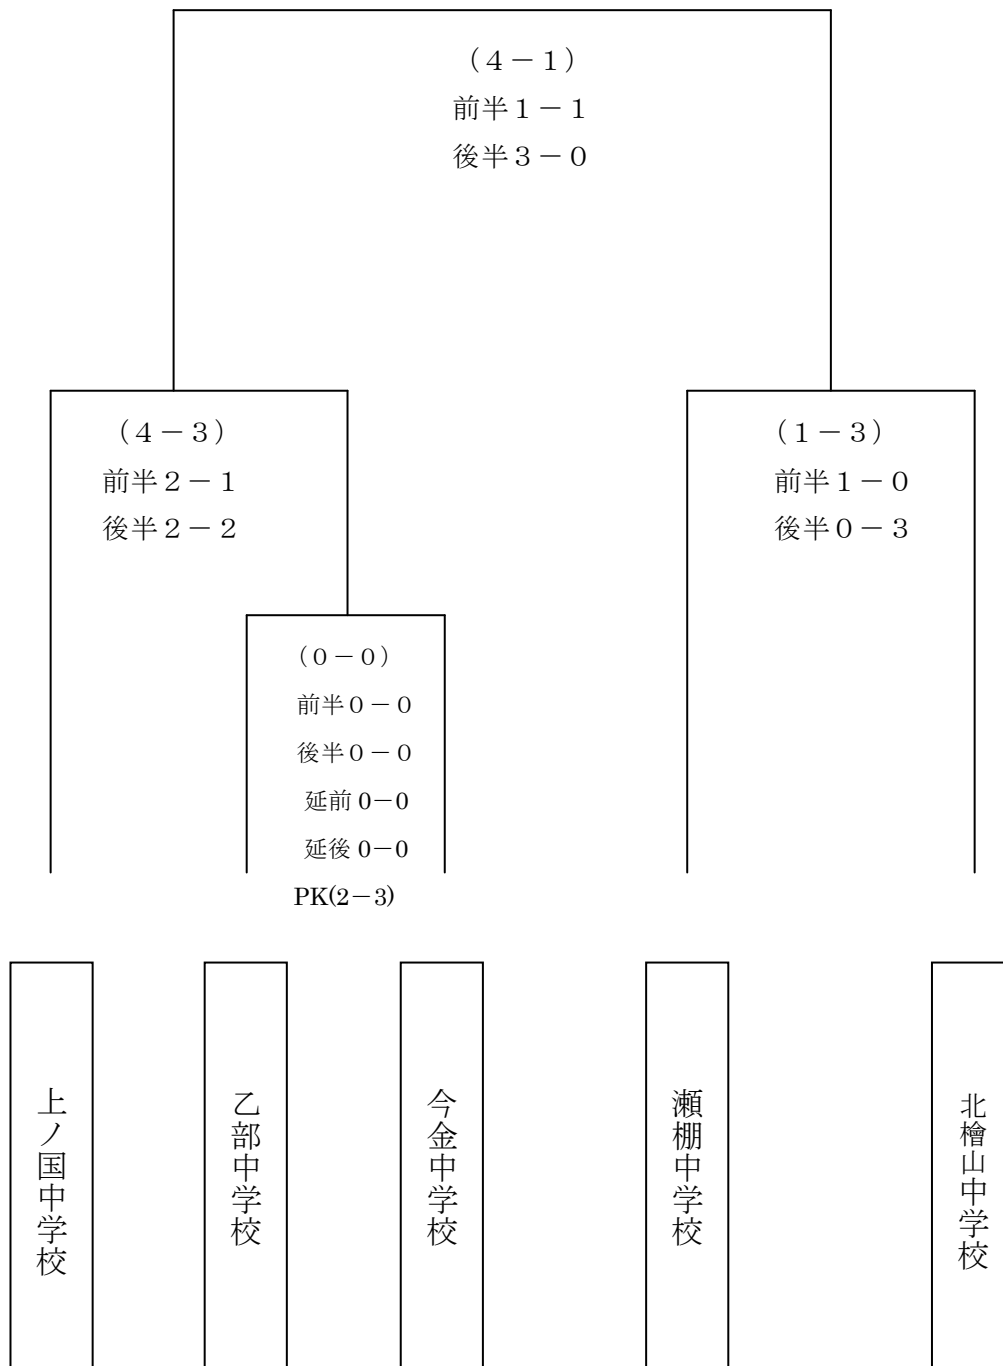 （４－１）
前半１－１
後半３－０
（４－３）
前半２－１
後半２－２
（１－３）
前半１－０
後半０－３
（０－０）
前半０－０
後半０－０
延前 0－0
延後 0－0
PK(2－3)
上ノ国中学校
乙部中学校
今金中学校
瀬棚中学校
北檜山中学校